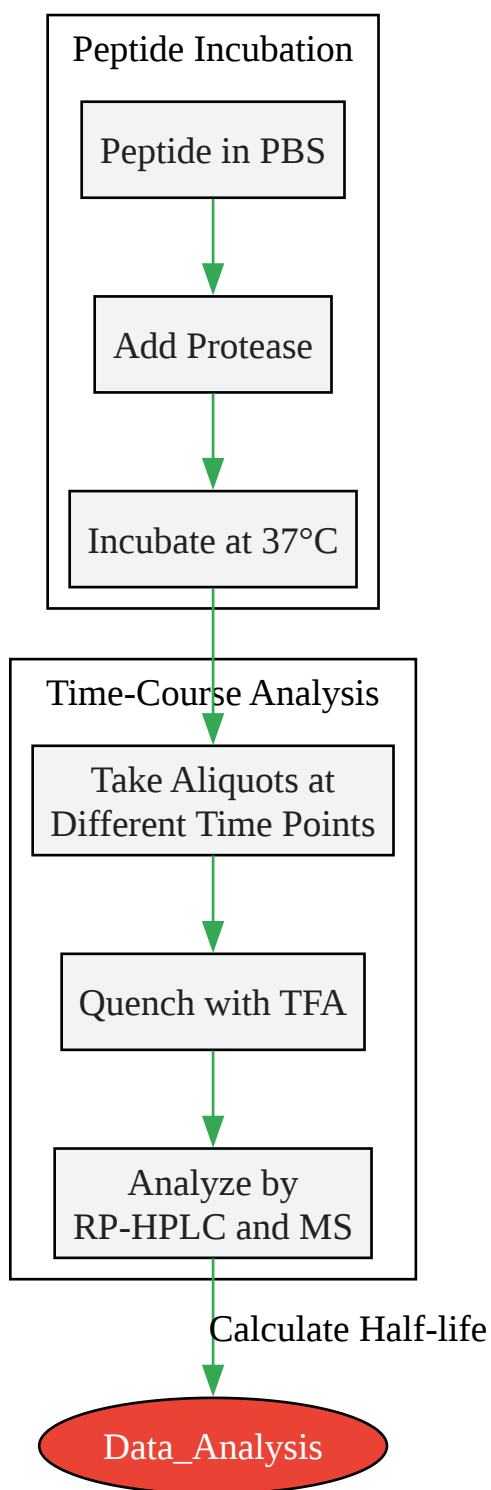 Peptide Incubation
Peptide in PBS
Add Protease
Incubate at 37°C
Time-Course Analysis
Take Aliquots at
Different Time Points
Quench with TFA
Analyze by
RP-HPLC and MS
Calculate Half-life
Data_Analysis